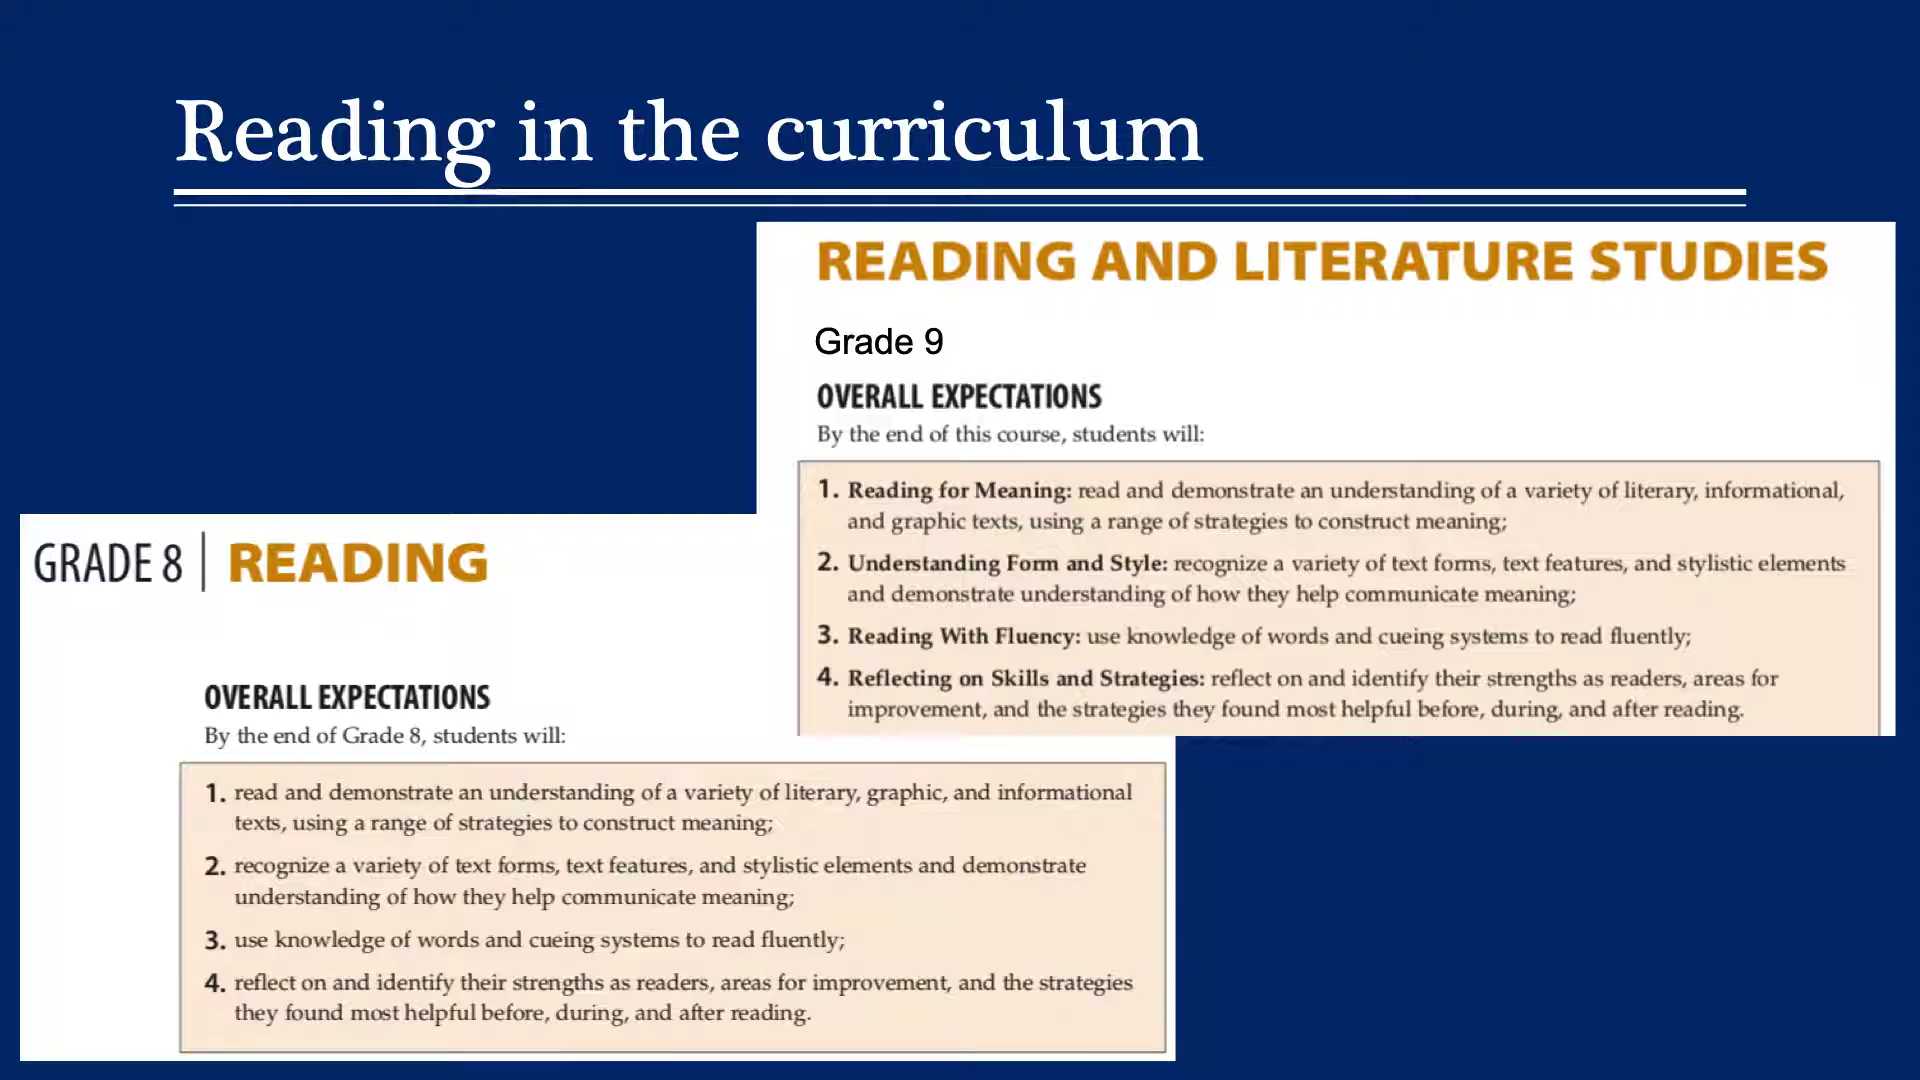 Reading in the curriculum
READING AND LITERATURE STUDIES
Grade 9
OVERALL EXPECTATIONS
By the end of this course, students will:
1. Reading for Meaning: read and demonstrate an understanding of a variety of literary, informational,
and graphic texts, using a range of strategies to construct meaning;
2. Understanding Form and Style: recognize a variety of text forms, text features, and stylistic elements
and demonstrate understanding of how they help communicate meaning;
3. Reading With Fluency: use knowledge of words and cueing systems to read fluently;
4. Reflecting on Skills and Strategies: reflect on and identify their strengths as readers, areas for
improvement, and the strategies they found most helpful before, during, and after reading.
GRADE 8 | READING
OVERALL EXPECTATIONS
By the end of Grade 8, students will:
1. read and demonstrate an understanding of a variety of literary, graphic, and informational
texts, using a range of strategies to construct meaning;
2. recognize a variety of text forms, text features, and stylistic elements and demonstrate
understanding of how they help communicate meaning;
3. use knowledge of words and cueing systems to read fluently;
4. reflect on and identify their strengths as readers, areas for improvement, and the strategies
they found most helpful before, during, and after reading.